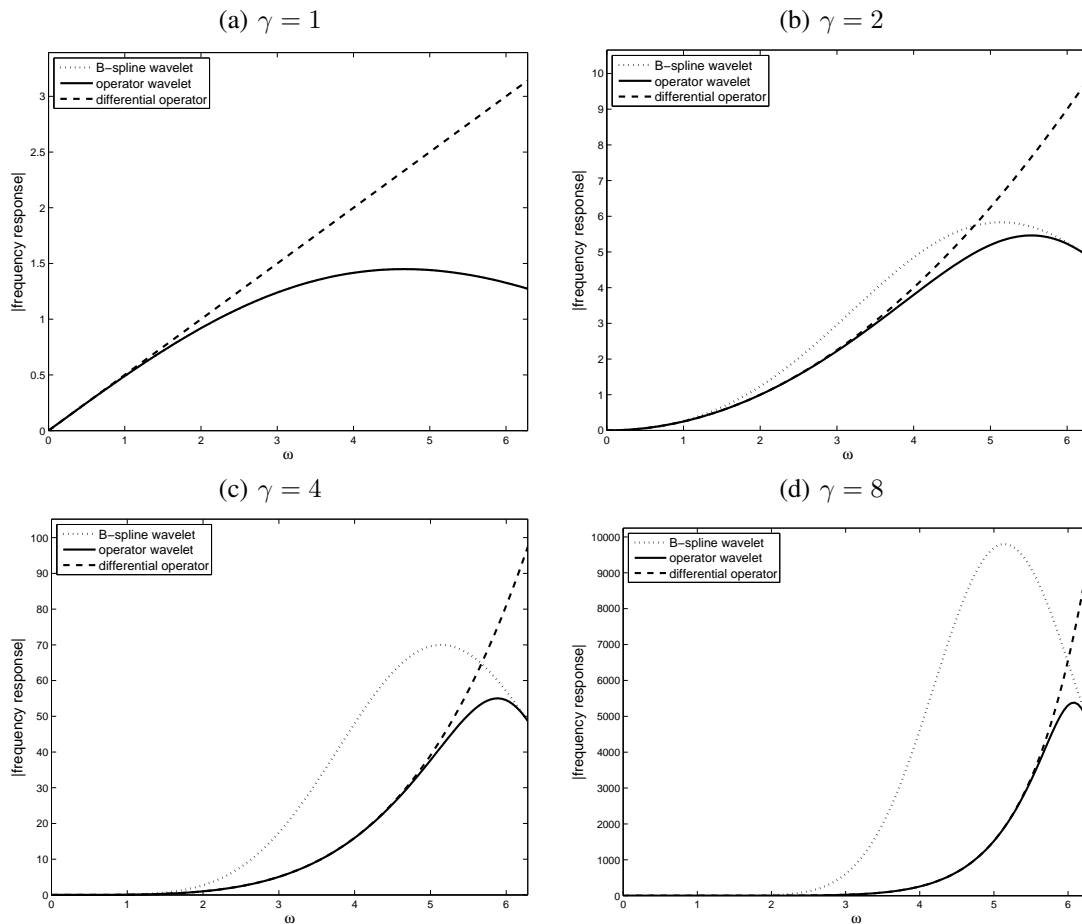 (a) γ = 1
|frequency response|
3
2.5
2
1.5
1
0.5
0
B−spline wavelet
operator wavelet
differential operator
0 1 2 3 4 5 6
ω
(b) γ = 2
|frequency response|
10
9
8
7
6
5
4
3
2
1
0
B−spline wavelet
operator wavelet
differential operator
0 1 2 3 4 5 6
ω
(c) γ = 4
|frequency response|
100
90
80
70
60
50
40
30
20
10
0
B−spline wavelet
operator wavelet
differential operator
0 1 2 3 4 5 6
ω
(d) γ = 8
|frequency response|
10000
9000
8000
7000
6000
5000
4000
3000
2000
1000
0
B−spline wavelet
operator wavelet
differential operator
0 1 2 3 4 5 6
ω